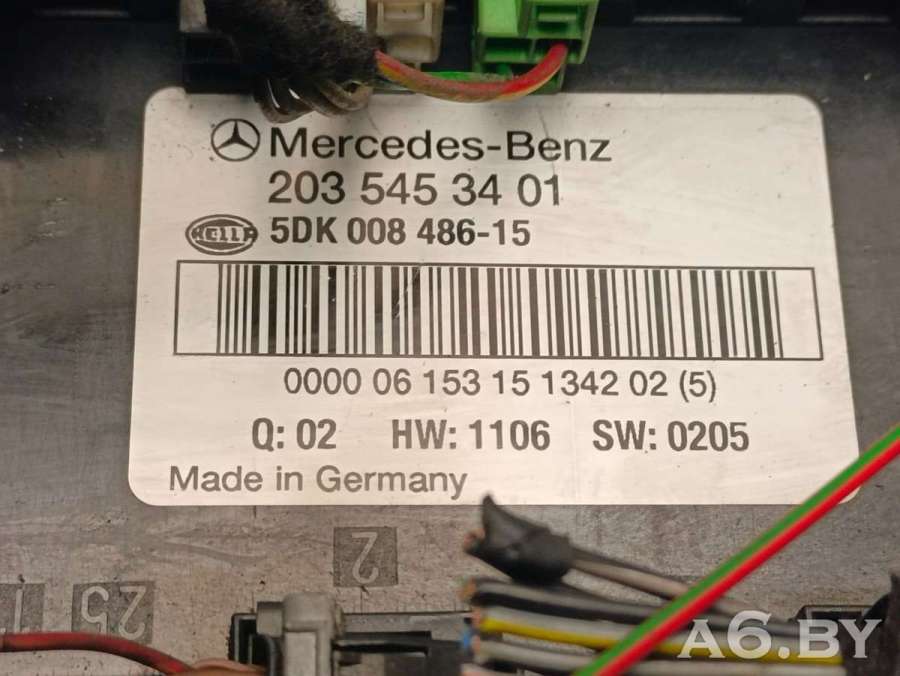 Mercedes-Benz
203 545 34 01
HELLA 5DK 008 486-15
0000 06 153 15 1342 02 (5)
Q: 02 HW: 1106 SW: 0205
Made in Germany
2
25
A6.BY